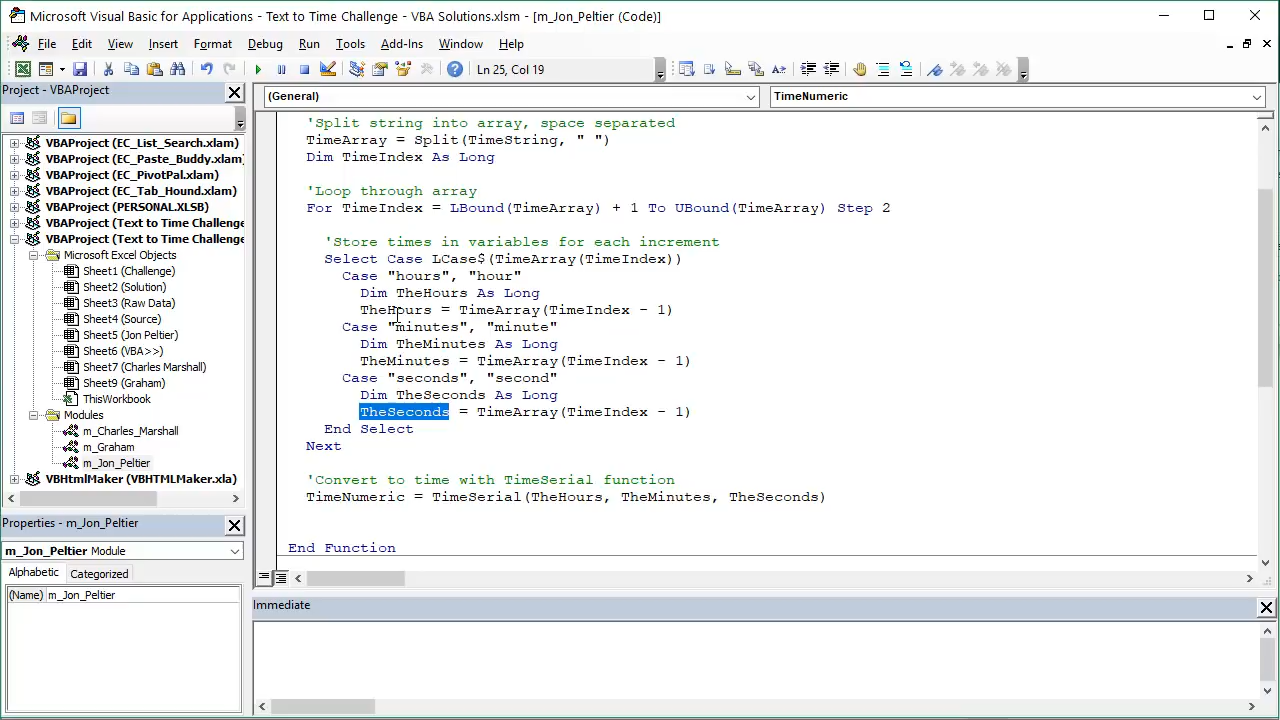 Microsoft Visual Basic for Applications - Text to Time Challenge - VBA Solutions.xlsm - [m_Jon_Peltier (Code)]
File Edit View Insert Format Debug Run Tools Add-Ins Window Help
Ln 25, Col 19
Project - VBAProject
VBAProject (EC_List_Search.xlam)
VBAProject (EC_Paste_Buddy.xlam)
VBAProject (EC_PivotPal.xlam)
VBAProject (EC_Tab_Hound.xlam)
VBAProject (PERSONAL.XLSB)
VBAProject (Text to Time Challenge
VBAProject (Text to Time Challenge
Microsoft Excel Objects
Sheet1 (Challenge)
Sheet2 (Solution)
Sheet3 (Raw Data)
Sheet4 (Source)
Sheet5 (Jon Peltier)
Sheet6 (VBA>>)
Sheet7 (Charles Marshall)
Sheet9 (Graham)
ThisWorkbook
Modules
m_Charles_Marshall
m_Graham
m_Jon_Peltier
VBHtmlMaker (VBHTMLMaker.xla)
Properties - m_Jon_Peltier
m_Jon_Peltier Module
Alphabetic Categorized
(Name) m_Jon_Peltier
(General) TimeNumeric
'Split string into array, space separated
TimeArray = Split(TimeString, " ")
Dim TimeIndex As Long
'Loop through array
For TimeIndex = LBound(TimeArray) + 1 To UBound(TimeArray) Step 2
'Store times in variables for each increment
Select Case LCase$(TimeArray(TimeIndex))
Case "hours", "hour"
Dim TheHours As Long
TheHours = TimeArray(TimeIndex - 1)
Case "minutes", "minute"
Dim TheMinutes As Long
TheMinutes = TimeArray(TimeIndex - 1)
Case "seconds", "second"
Dim TheSeconds As Long
TheSeconds = TimeArray(TimeIndex - 1)
End Select
Next
'Convert to time with TimeSerial function
TimeNumeric = TimeSerial(TheHours, TheMinutes, TheSeconds)
End Function
Immediate